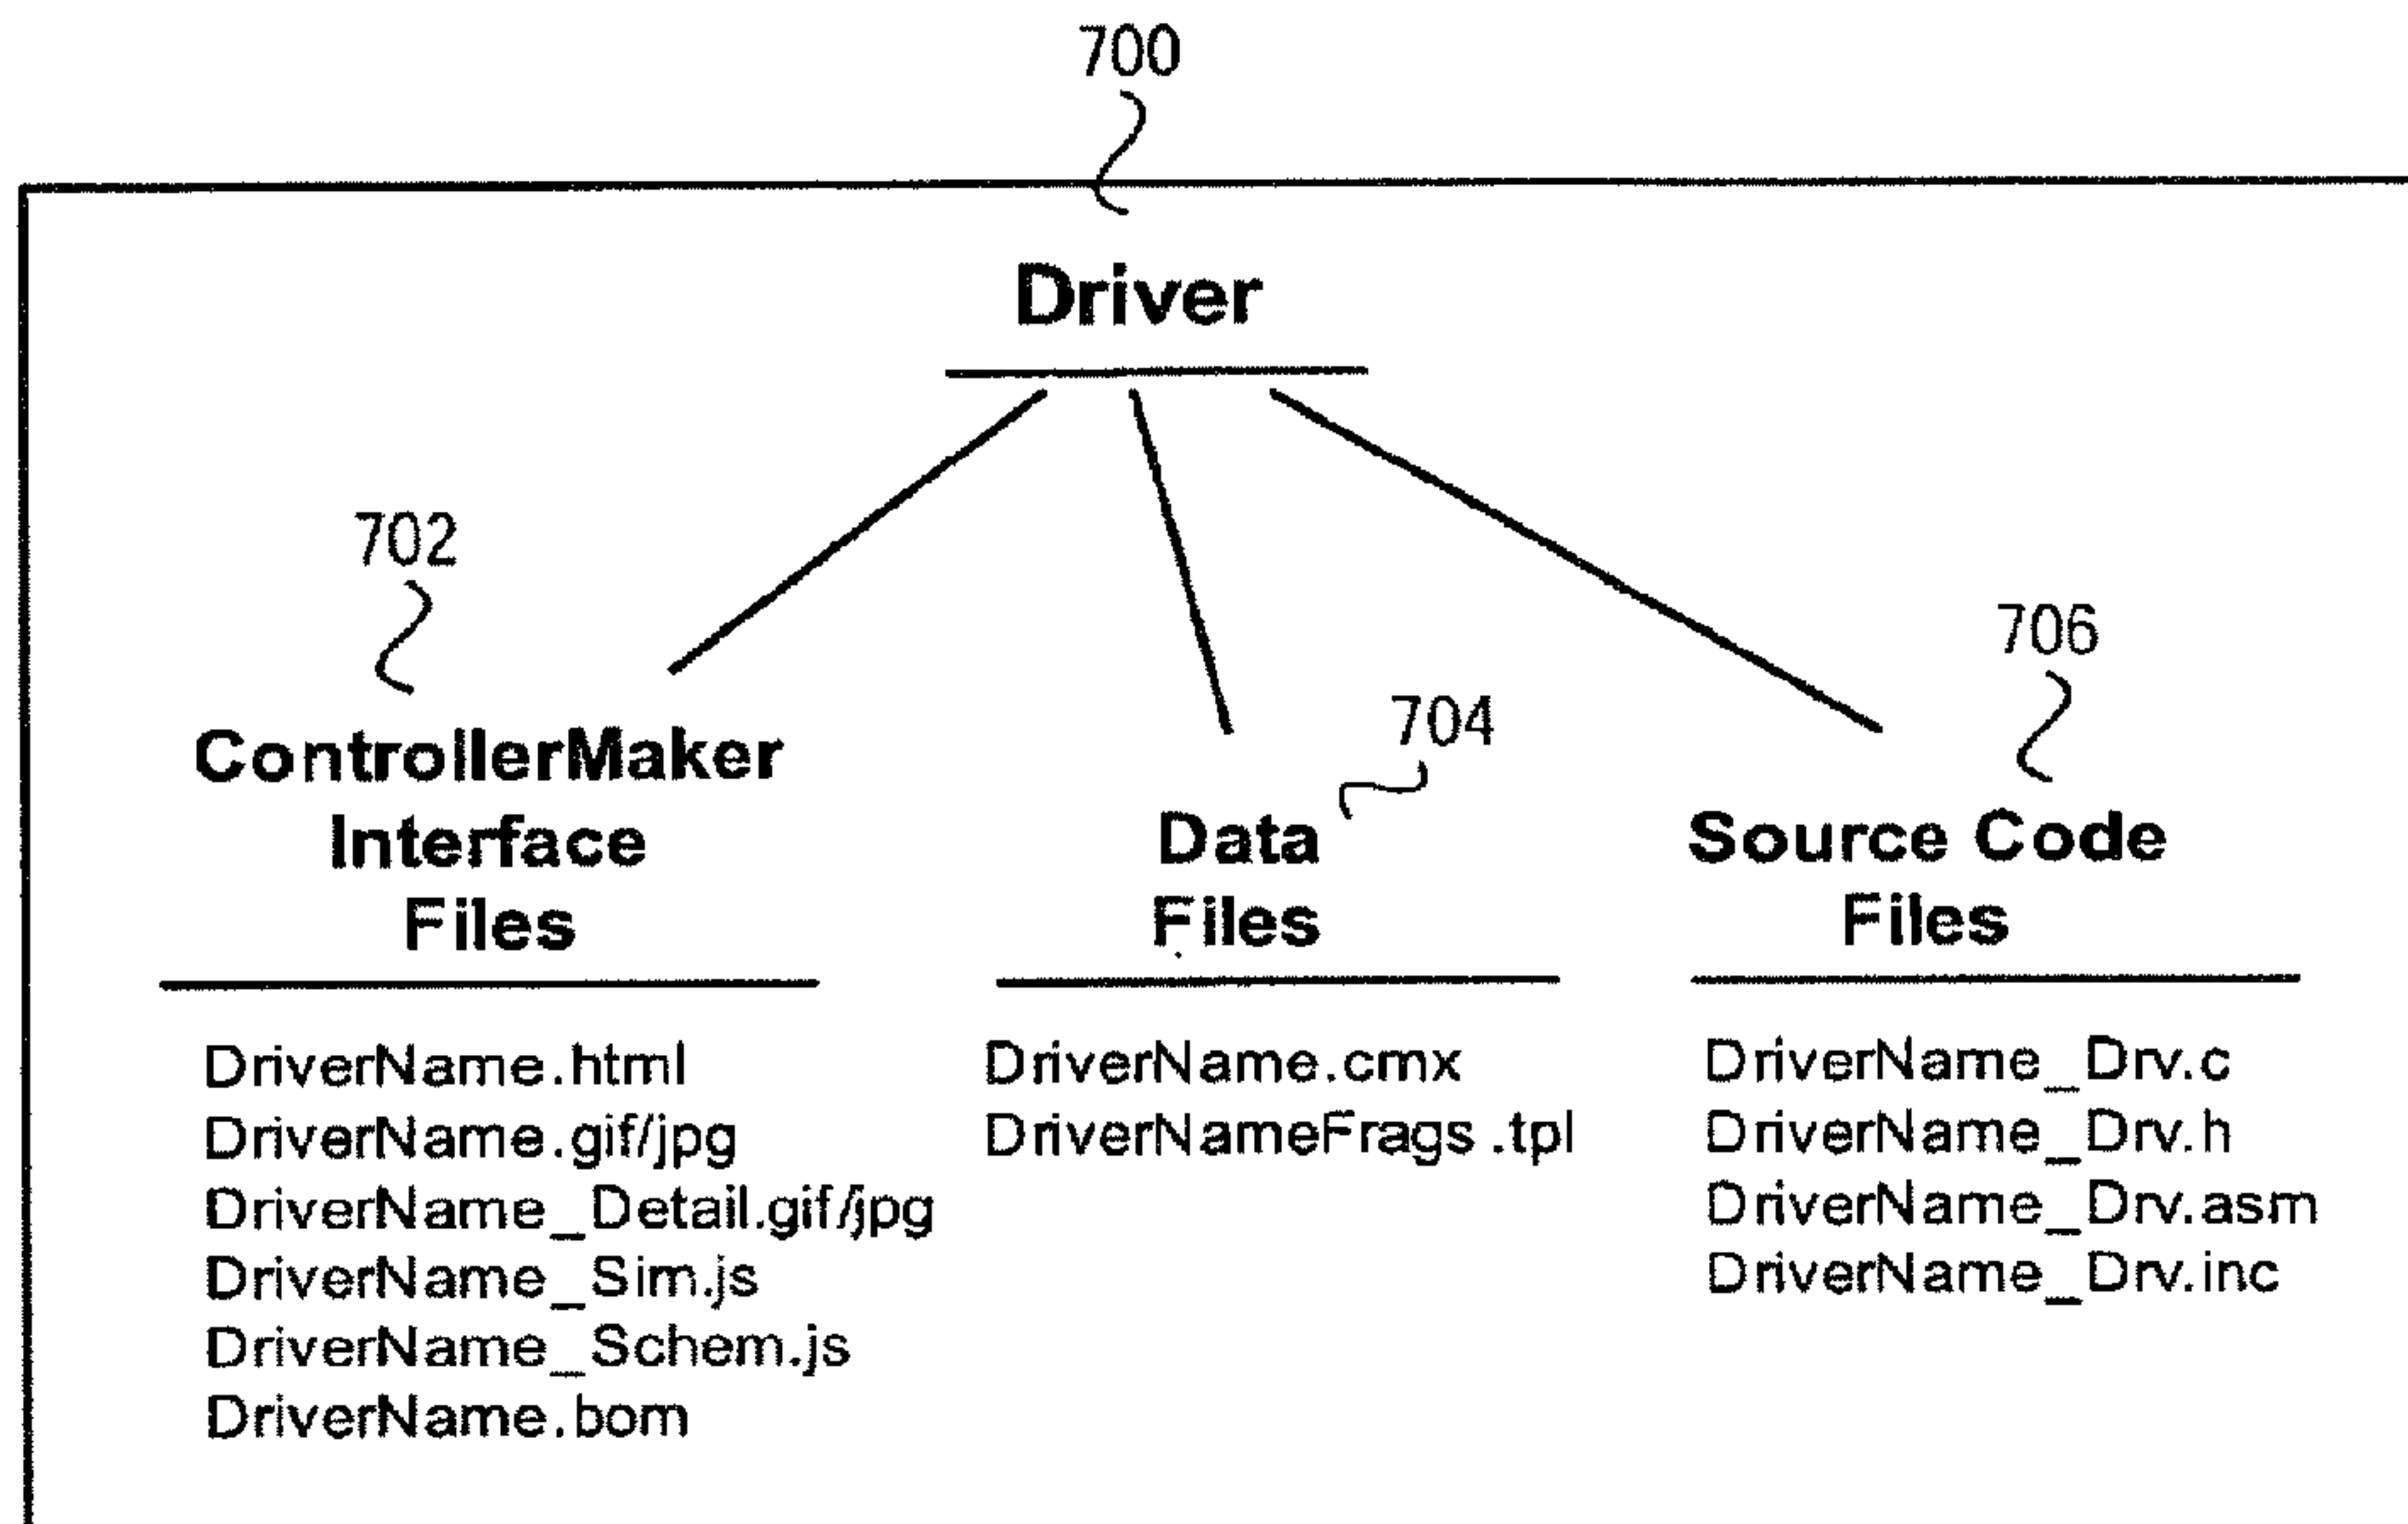 700
Driver
702
ControllerMaker
Interface
Files
DriverName.html
DriverName.gif/jpg
DriverName_Detail.gif/jpg
DriverName_Sim.js
DriverName_Schem.js
DriverName.bom
704
Data
Files
DriverName.cmx
DriverNameFrags.tpl
706
Source Code
Files
DriverName_Drv.c
DriverName_Drv.h
DriverName_Drv.asm
DriverName_Drv.inc